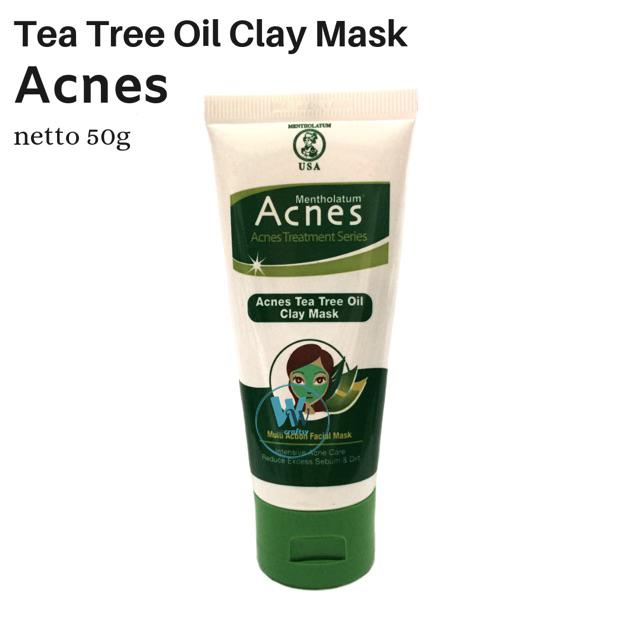 Tea Tree Oil Clay Mask
Acnes
netto 50g
MENTHOLATUM
USA
Mentholatum
Acnes
Acnes Treatment Series
Acnes Tea Tree Oil
Clay Mask
W
craftsy
Multi Action Facial Mask
Intensive Acne Care
Reduce Excess Sebum & Dirt